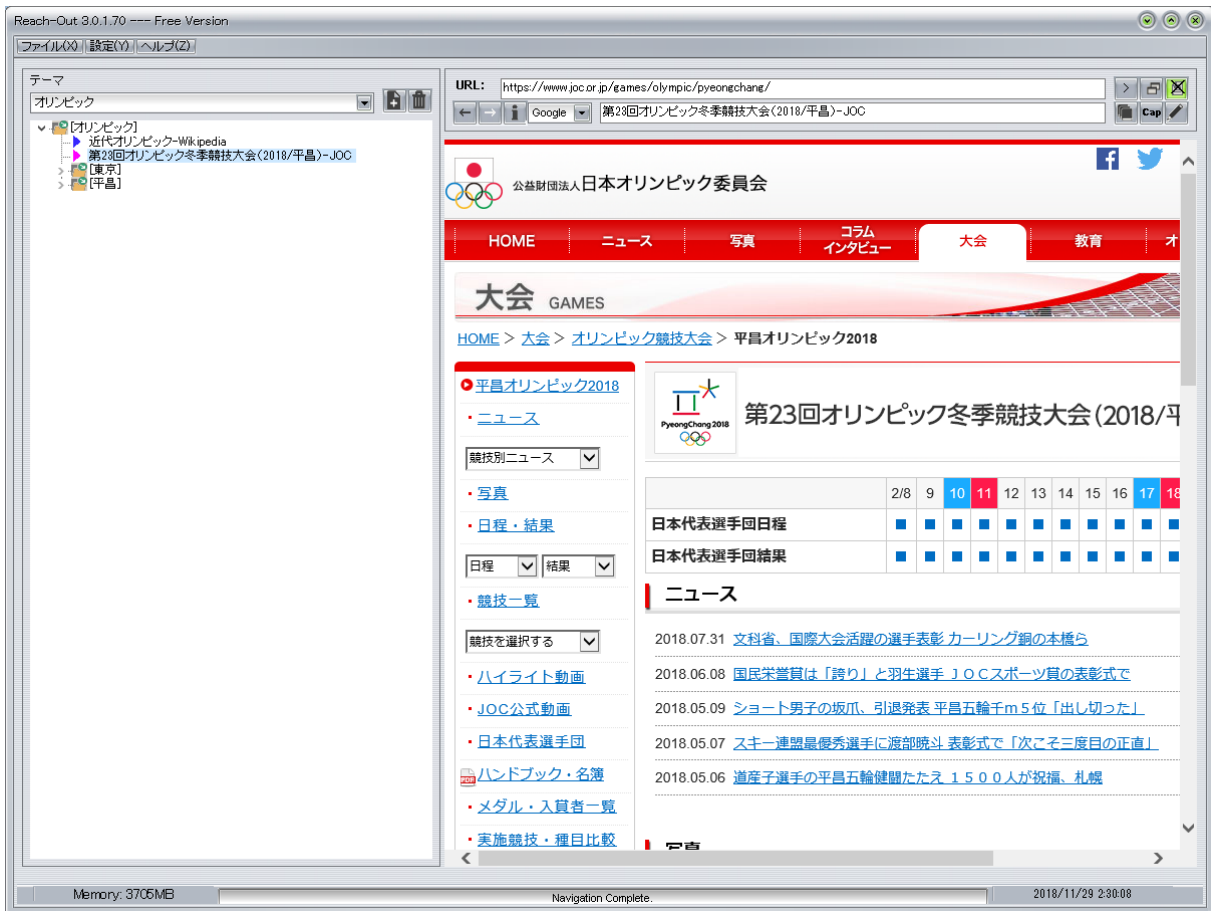 Reach-Out 3.0.1.70 --- Free Version
ファイル(X) 設定(Y) ヘルプ(Z)
テーマ
オリンピック
[オリンピック]
近代オリンピック-Wikipedia
第23回オリンピック冬季競技大会(2018/平昌)-JOC
[東京]
[平昌]
URL: https://www.joc.or.jp/games/olympic/pyeongchang/
Google 第23回オリンピック冬季競技大会(2018/平昌)-JOC Cap
公益財団法人日本オリンピック委員会
HOME ニュース 写真 コラム インタビュー 大会 教育 オ
大会 GAMES
HOME > 大会 > オリンピック競技大会 > 平昌オリンピック2018
平昌オリンピック2018
・ニュース
競技別ニュース
・写真
・日程・結果
日程 結果
・競技一覧
競技を選択する
・ハイライト動画
・JOC公式動画
・日本代表選手団
PDF ハンドブック・名簿
・メダル・入賞者一覧
・実施競技・種目比較
PyeongChang 2018
第23回オリンピック冬季競技大会(2018/平
2/8 9 10 11 12 13 14 15 16 17 18
日本代表選手団日程
日本代表選手団結果
ニュース
2018.07.31 文科省、国際大会活躍の選手表彰 カーリング銅の本橋ら
2018.06.08 国民栄誉賞は「誇り」と羽生選手 ＪＯＣスポーツ賞の表彰式で
2018.05.09 ショート男子の坂爪、引退発表 平昌五輪千ｍ５位「出し切った」
2018.05.07 スキー連盟最優秀選手に渡部暁斗 表彰式で「次こそ三度目の正直」
2018.05.06 道産子選手の平昌五輪健闘たたえ １５００人が祝福、札幌
写真
Memory: 3705MB
Navigation Complete.
2018/11/29 2:30:08